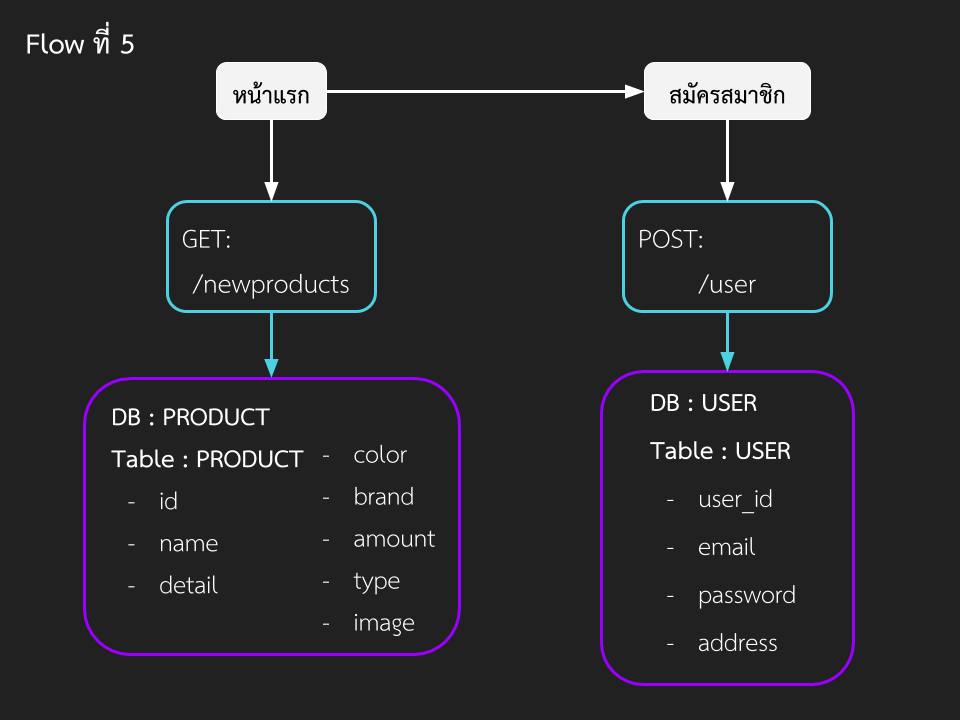 Flow ที่ 5
หน้าแรก
สมัครสมาชิก
GET:
/newproducts
POST:
/user
DB : PRODUCT
Table : PRODUCT
- id
- name
- detail
- color
- brand
- amount
- type
- image
DB : USER
Table : USER
- user_id
- email
- password
- address